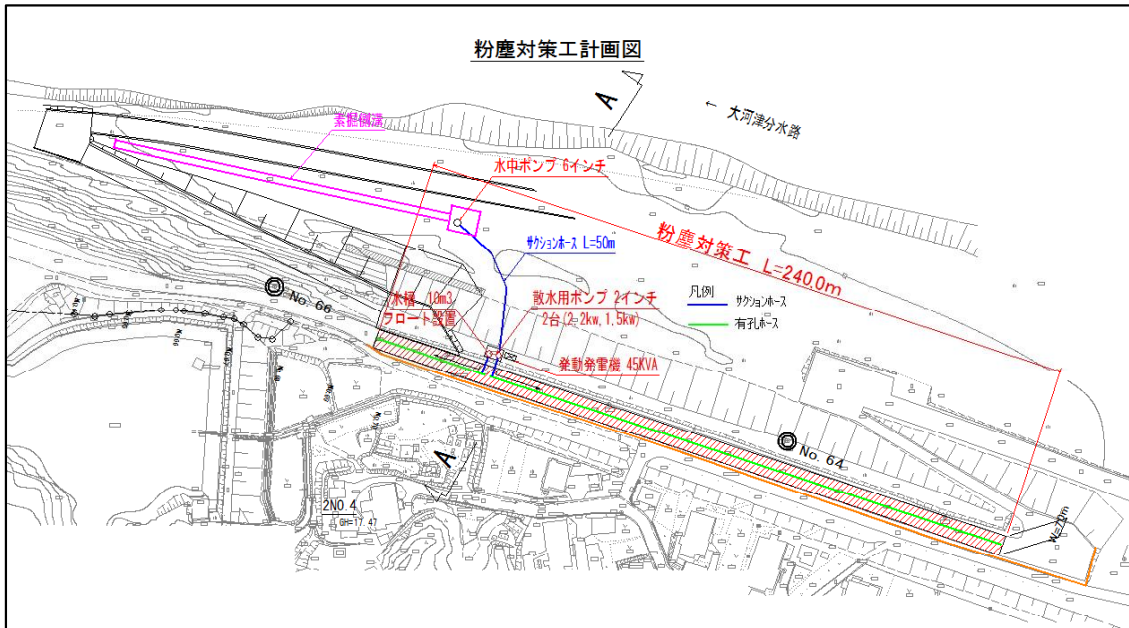 粉塵対策工計画図
A
← 大河津分水路
素掘側溝
水中ポンプ 6インチ
粉塵対策工 L=240.0m
サクションホース L=50m
凡例
サクションホース
有孔ホース
No. 66
水槽 10m3
フロート設置
散水用ポンプ 2インチ
2台(2.2kw,1.5kw)
発動発電機 45KVA
No. 64
A
2NO.4
GH=17.47